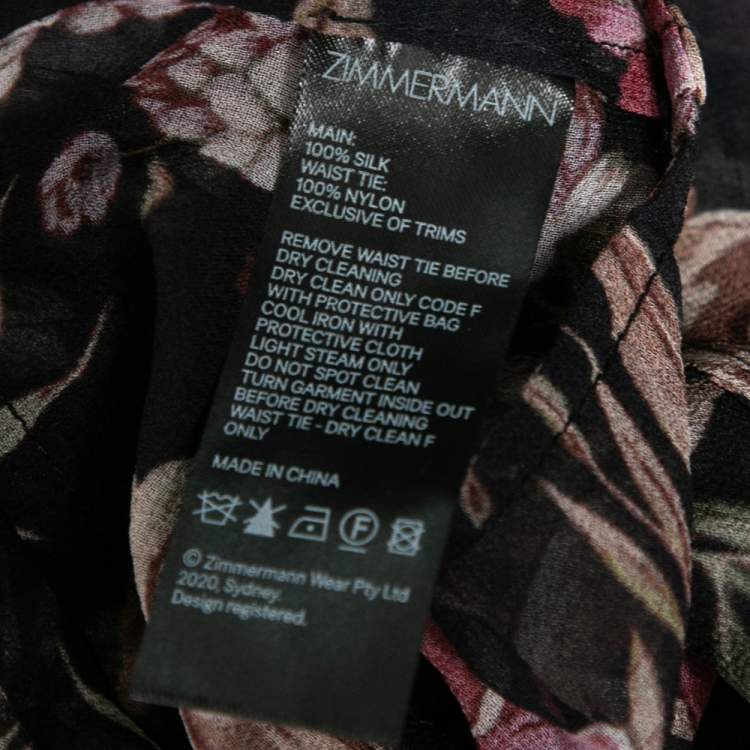 ZIMMERMANN
MAIN:
100% SILK
WAIST TIE:
100% NYLON
EXCLUSIVE OF TRIMS
REMOVE WAIST TIE BEFORE
DRY CLEANING
DRY CLEAN ONLY CODE F
WITH PROTECTIVE BAG
COOL IRON WITH
PROTECTIVE CLOTH
LIGHT STEAM ONLY
DO NOT SPOT CLEAN
TURN GARMENT INSIDE OUT
BEFORE DRY CLEANING
WAIST TIE - DRY CLEAN F
ONLY
MADE IN CHINA
F
© Zimmermann Wear Pty Ltd
2020, Sydney.
Design registered.